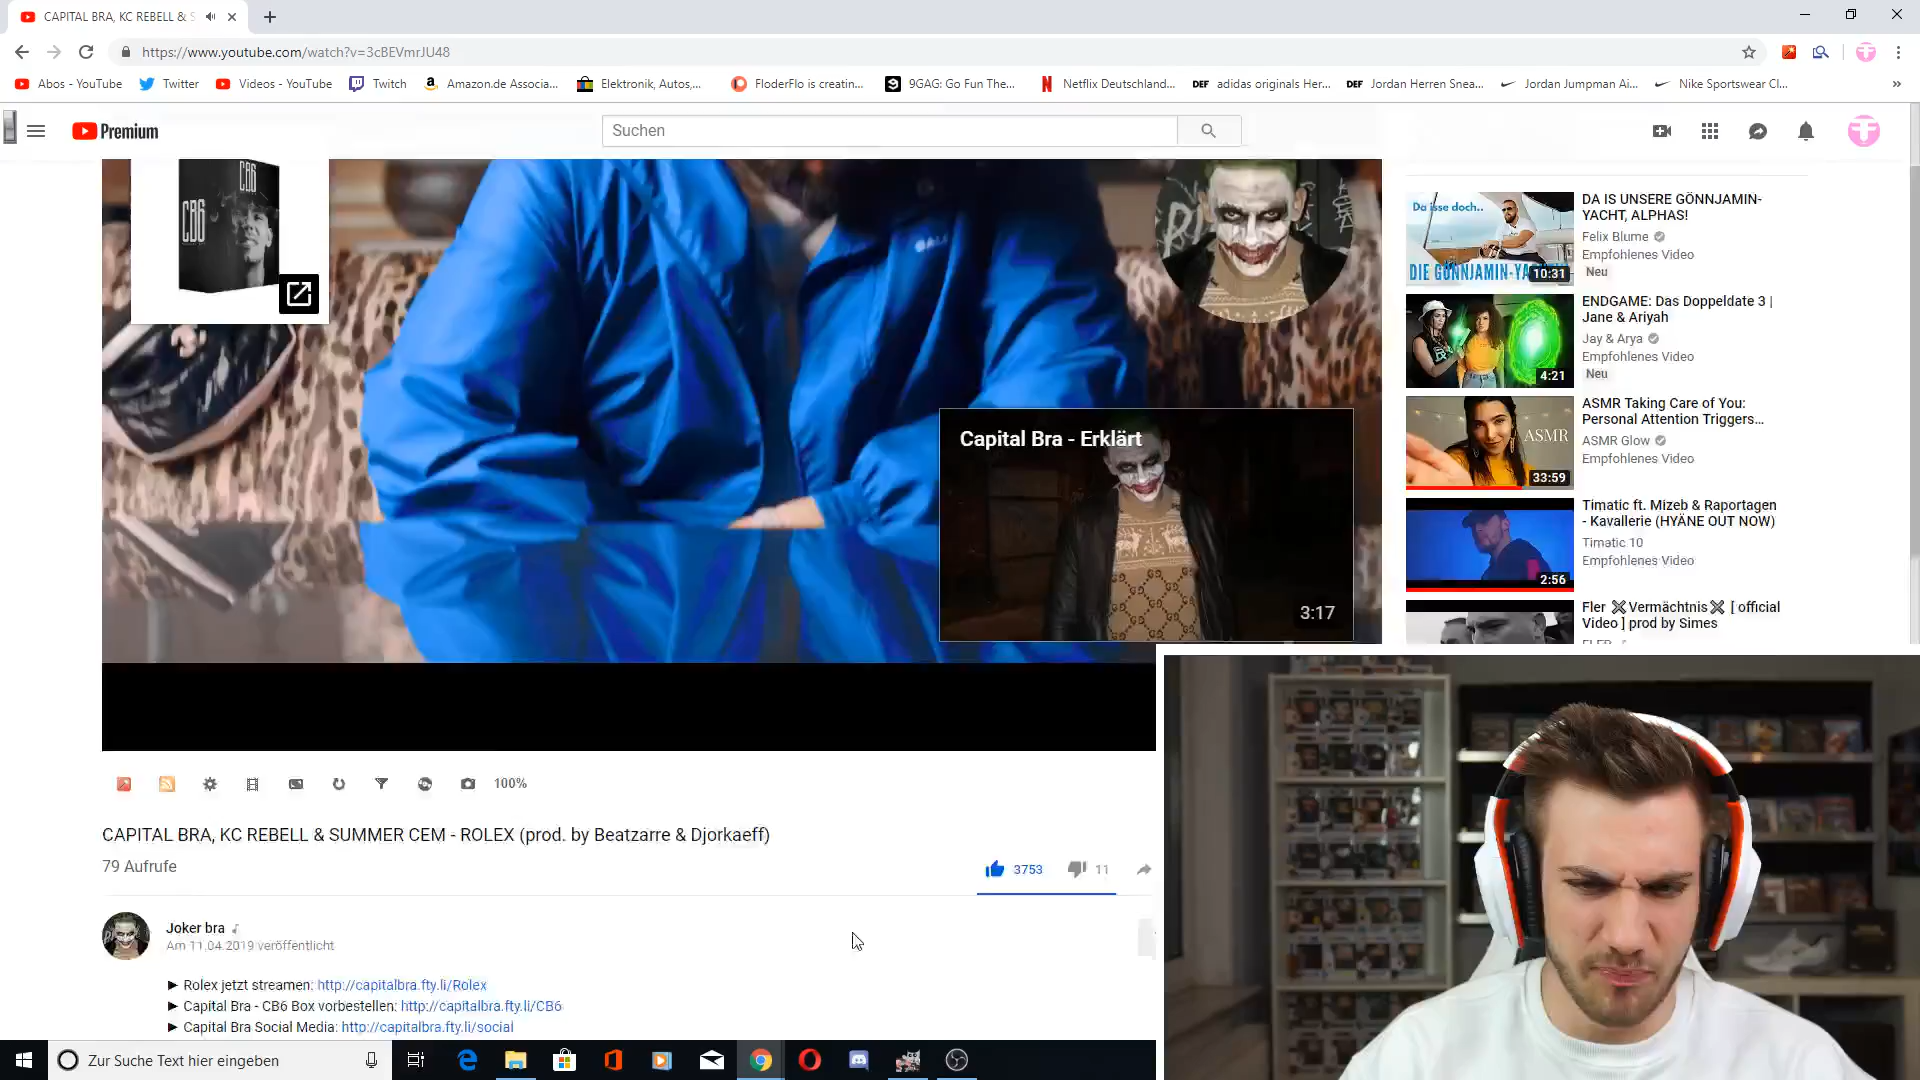 CAPITAL BRA, KC REBELL & S
https://www.youtube.com/watch?v=3cBEVmrJU48
Abos - YouTube
Twitter
Videos - YouTube
Twitch
Amazon.de Associa...
Elektronik, Autos,...
FloderFlo is creatin...
9GAG: Go Fun The...
Netflix Deutschland...
DEF adidas originals Her...
DEF Jordan Herren Snea...
Jordan Jumpman Ai...
Nike Sportswear Cl...
Premium
Suchen
CB6
CB6
Capital Bra - Erklärt
3:17
Da isse doch..
10:31
DA IS UNSERE GÖNNJAMIN-
YACHT, ALPHAS!
Felix Blume
Empfohlenes Video
Neu
4:21
ENDGAME: Das Doppeldate 3 |
Jane & Ariyah
Jay & Arya
Empfohlenes Video
Neu
ASMR
33:59
ASMR Taking Care of You:
Personal Attention Triggers...
ASMR Glow
Empfohlenes Video
2:56
Timatic ft. Mizeb & Raportagen
- Kavallerie (HYÄNE OUT NOW)
Timatic 10
Empfohlenes Video
Fler ✖Vermächtnis✖ [ official
Video ] prod by Simes
100%
CAPITAL BRA, KC REBELL & SUMMER CEM - ROLEX (prod. by Beatzarre & Djorkaeff)
79 Aufrufe
3753
11
Joker bra
Am 11.04.2019 veröffentlicht
► Rolex jetzt streamen: http://capitalbra.fty.li/Rolex
► Capital Bra - CB6 Box vorbestellen: http://capitalbra.fty.li/CB6
► Capital Bra Social Media: http://capitalbra.fty.li/social
Zur Suche Text hier eingeben